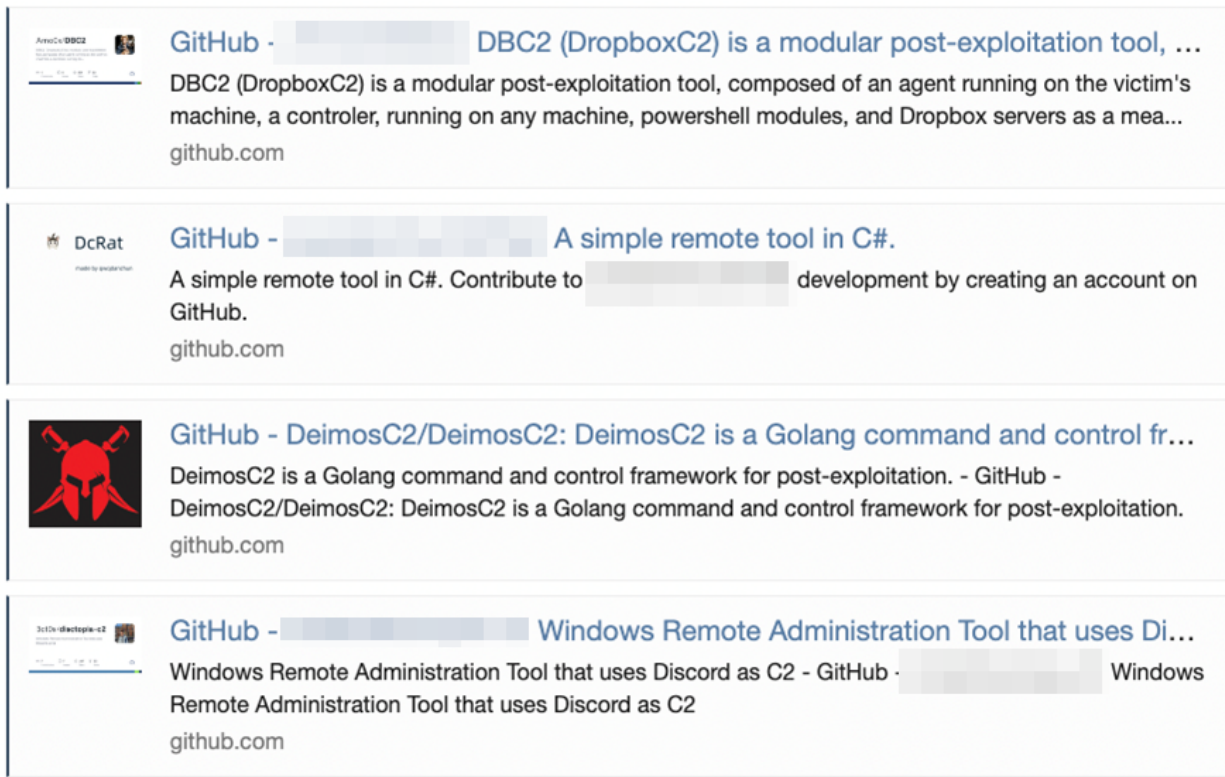 ArnoC's/DBC2
GitHub - DBC2 (DropboxC2) is a modular post-exploitation tool, ...
DBC2 (DropboxC2) is a modular post-exploitation tool, composed of an agent running on the victim's
machine, a controler, running on any machine, powershell modules, and Dropbox servers as a mea...
github.com
DcRat
GitHub - A simple remote tool in C#.
A simple remote tool in C#. Contribute to development by creating an account on
GitHub.
github.com
GitHub - DeimosC2/DeimosC2: DeimosC2 is a Golang command and control fr...
DeimosC2 is a Golang command and control framework for post-exploitation. - GitHub -
DeimosC2/DeimosC2: DeimosC2 is a Golang command and control framework for post-exploitation.
github.com
GitHub - Windows Remote Administration Tool that uses Di...
Windows Remote Administration Tool that uses Discord as C2 - GitHub - Windows
Remote Administration Tool that uses Discord as C2
github.com